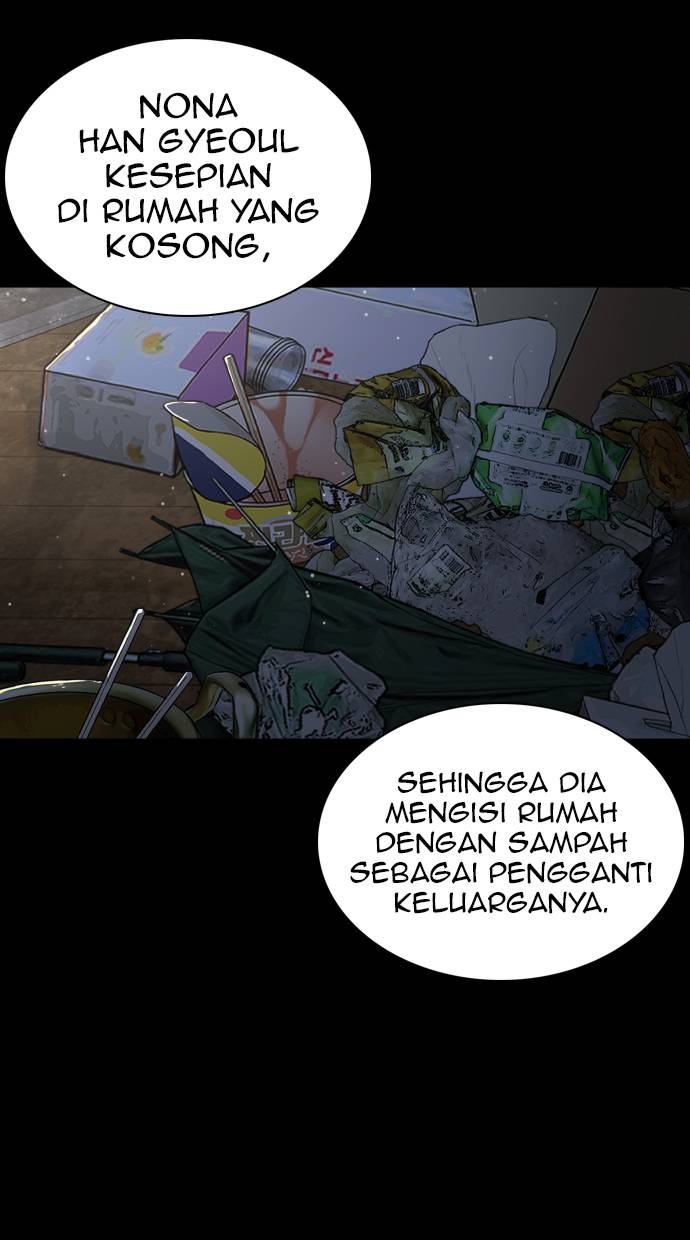 NONA
HAN GYEOUL
KESEPIAN
DI RUMAH YANG
KOSONG,
SEHINGGA DIA
MENGISI RUMAH
DENGAN SAMPAH
SEBAGAI PENGGANTI
KELUARGANYA.